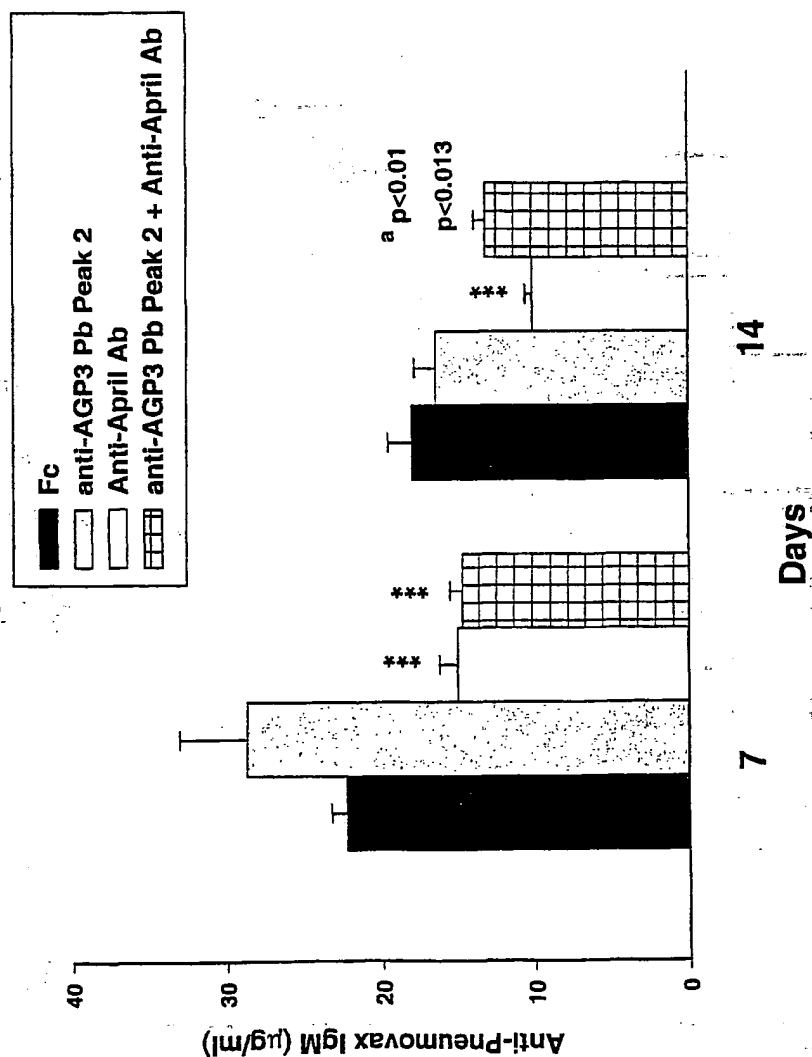 Fc
anti-AGP3 Pb Peak 2
Anti-April Ab
anti-AGP3 Pb Peak 2 + Anti-April Ab
Anti-Pneumovax IgM (µg/ml)
40
30
20
10
0
***
***
***
a p<0.01
p<0.013
7
14
Days